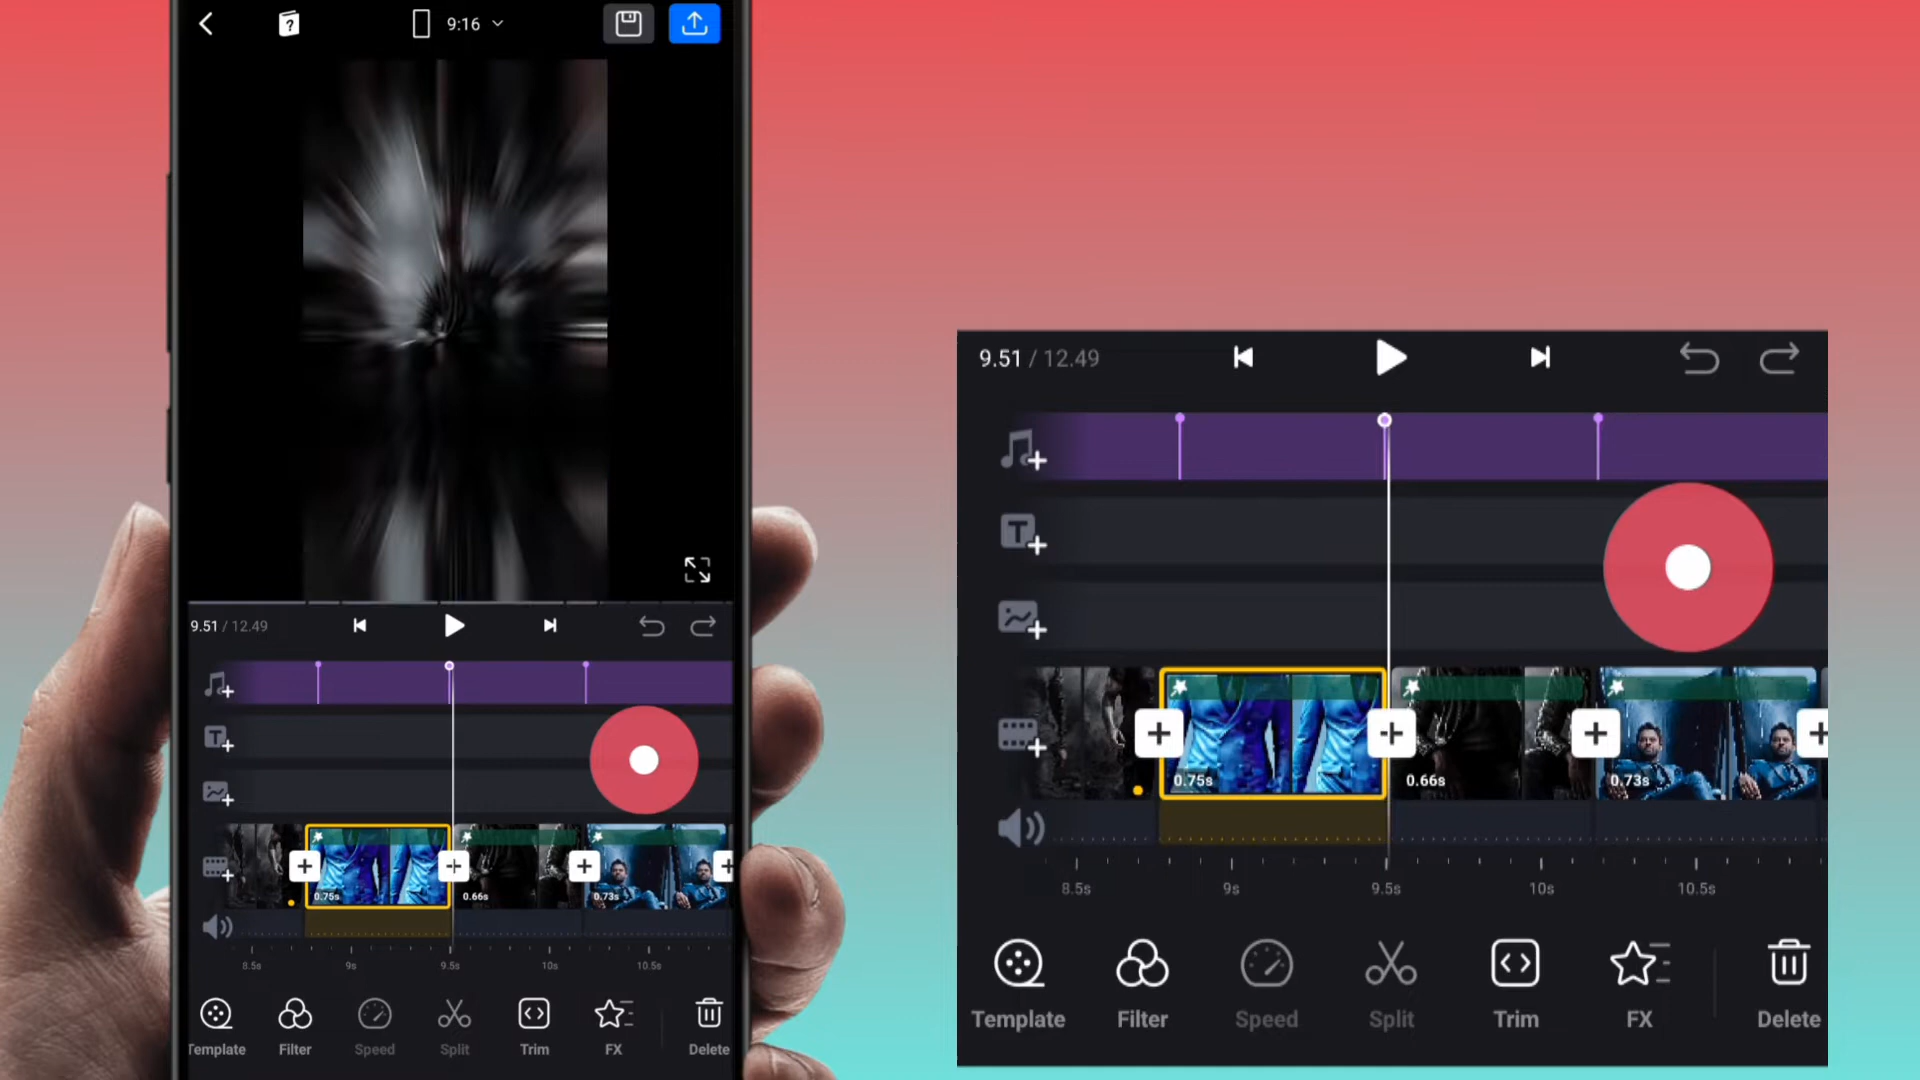 9:16
9.51 / 12.49
0.75s
0.66s
0.73s
8.5s 9s 9.5s 10s 10.5s
Template Filter Speed Split Trim FX Delete
9.51 / 12.49
T
0.75s
0.66s
0.73s
8.5s 9s 9.5s 10s 10.5s
Template Filter Speed Split Trim FX Delete